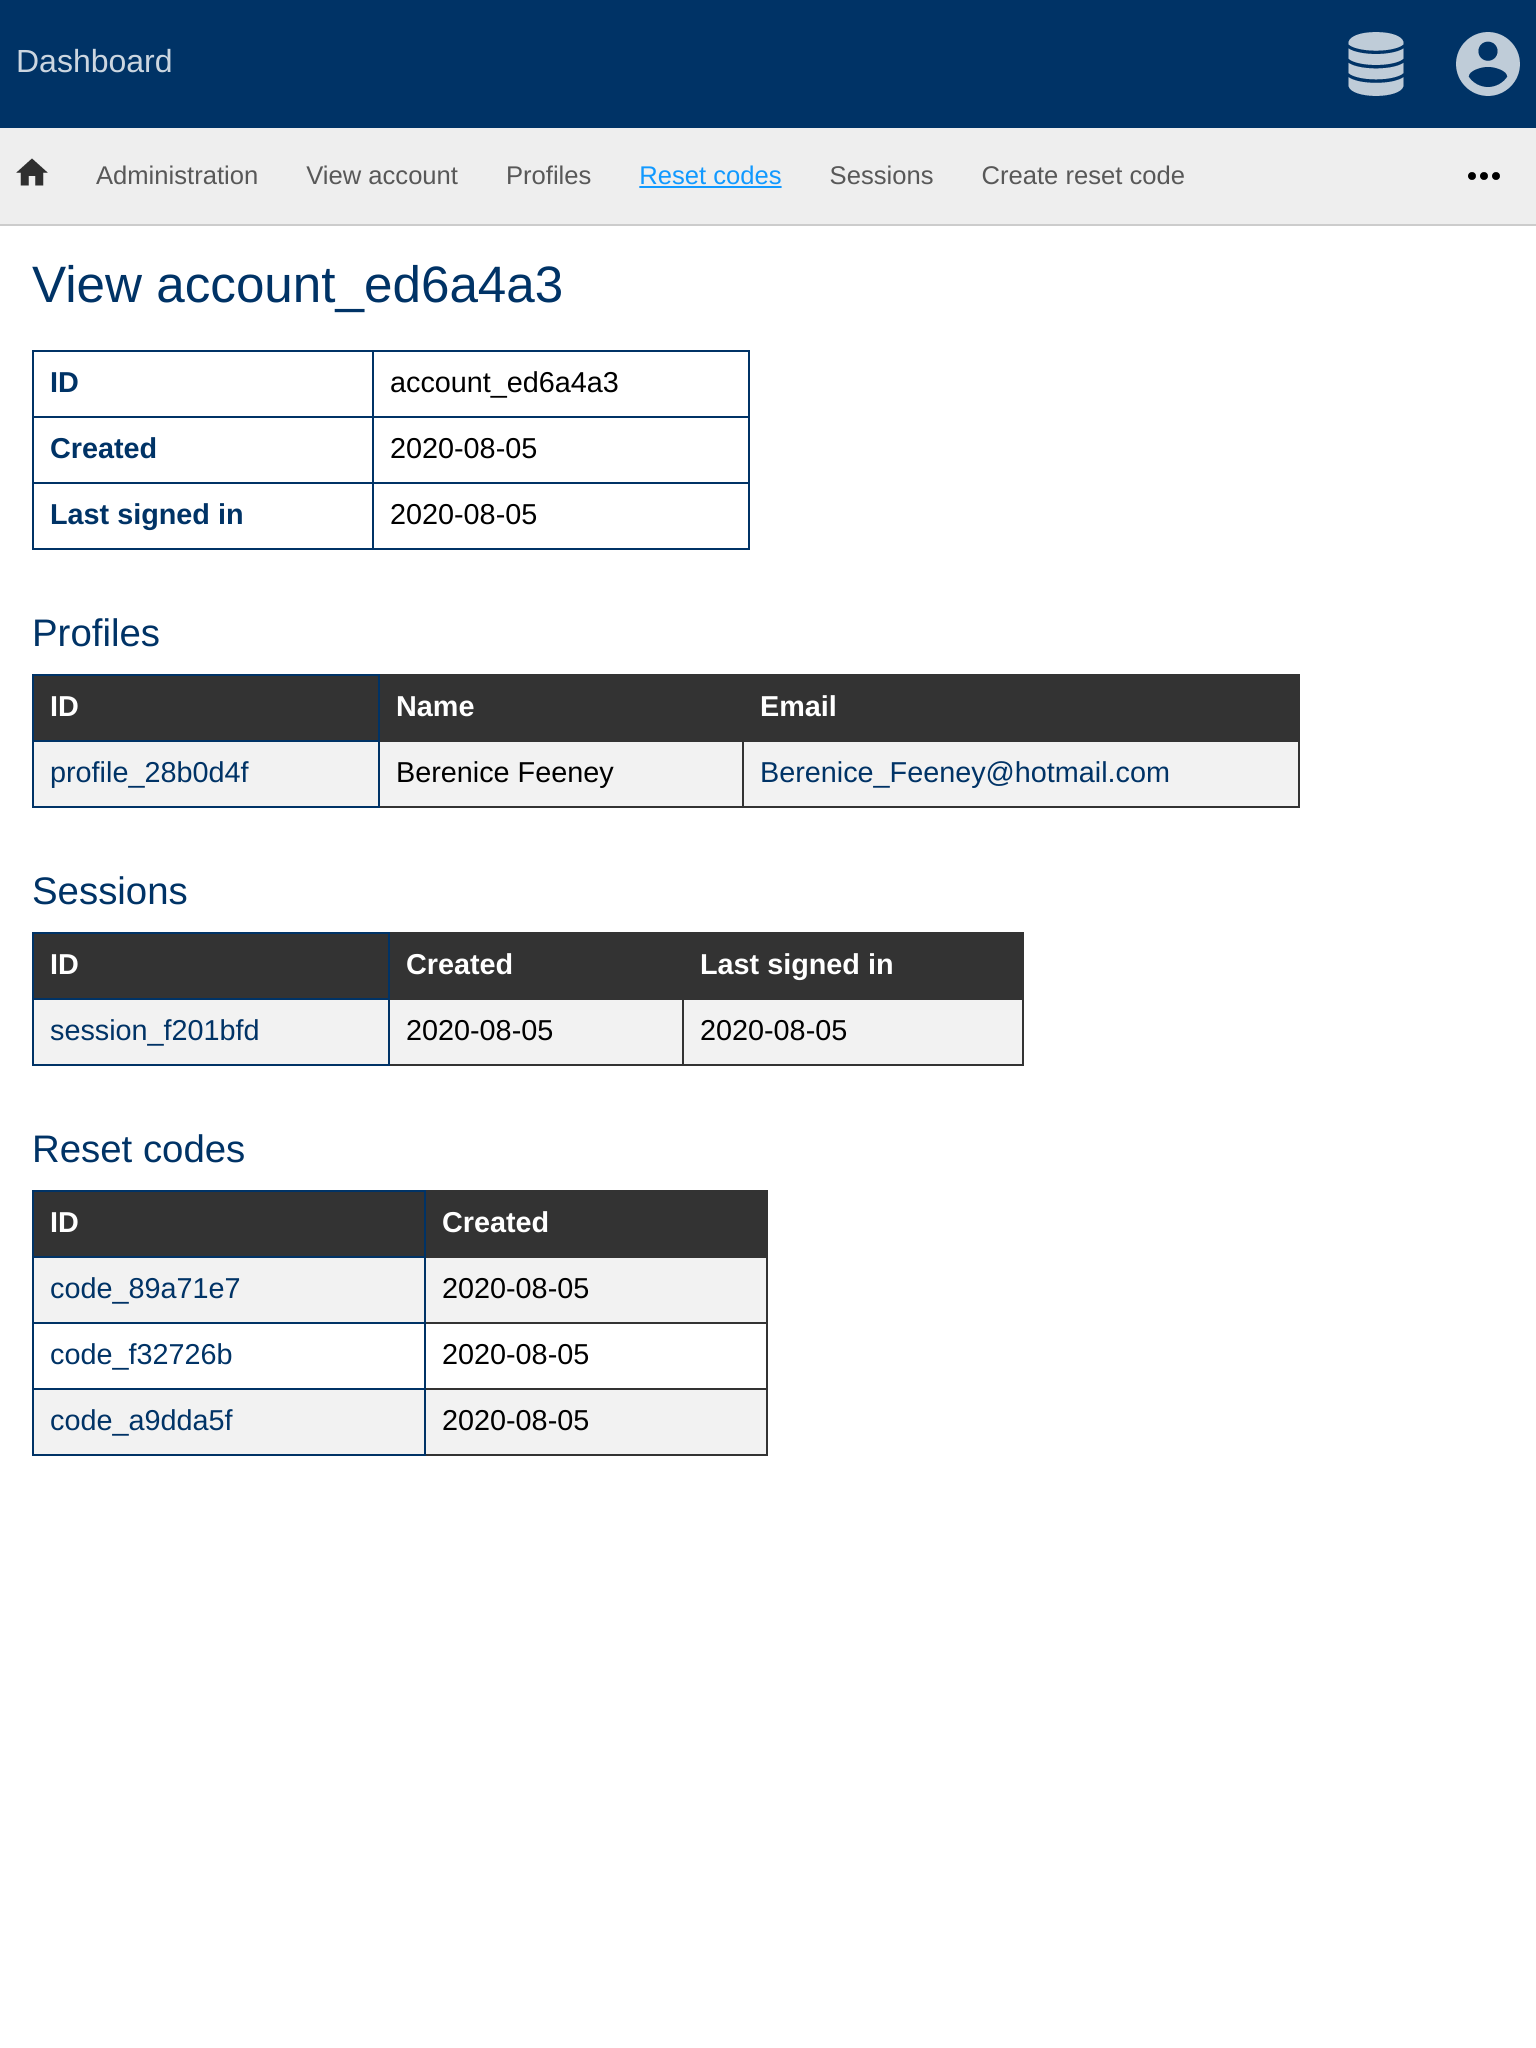 Dashboard
Administration View account Profiles Reset codes Sessions Create reset code
View account_ed6a4a3
ID account_ed6a4a3
Created 2020-08-05
Last signed in 2020-08-05
Profiles
ID Name Email
profile_28b0d4f Berenice Feeney Berenice_Feeney@hotmail.com
Sessions
ID Created Last signed in
session_f201bfd 2020-08-05 2020-08-05
Reset codes
ID Created
code_89a71e7 2020-08-05
code_f32726b 2020-08-05
code_a9dda5f 2020-08-05